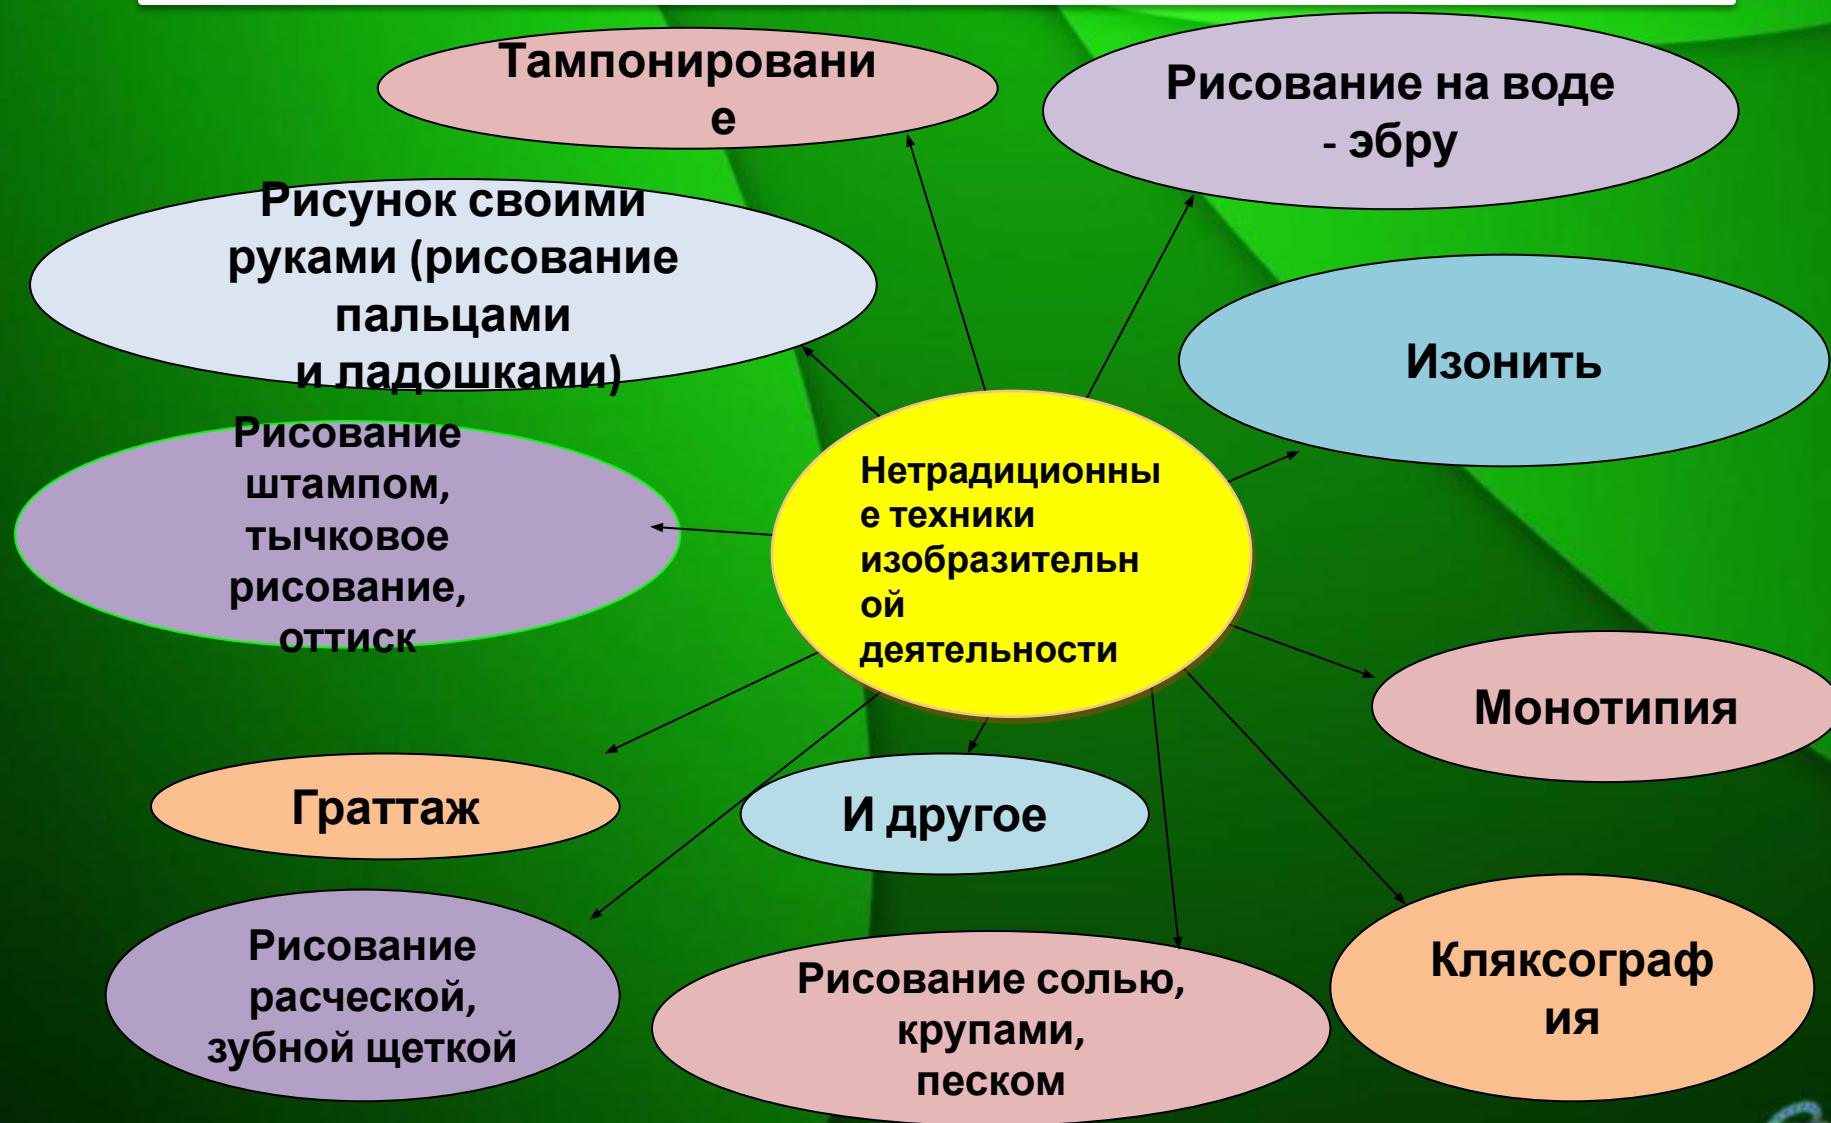 Тампонировани
е
Рисование на воде
- эбру
Рисунок своими
руками (рисование
пальцами
и ладошками)
Изонить
Рисование
штампом,
тычковое
рисование,
оттиск
Нетрадиционны
е техники
изобразительн
ой
деятельности
Монотипия
Граттаж
И другое
Рисование
расческой,
зубной щеткой
Рисование солью,
крупами,
песком
Кляксограф
ия